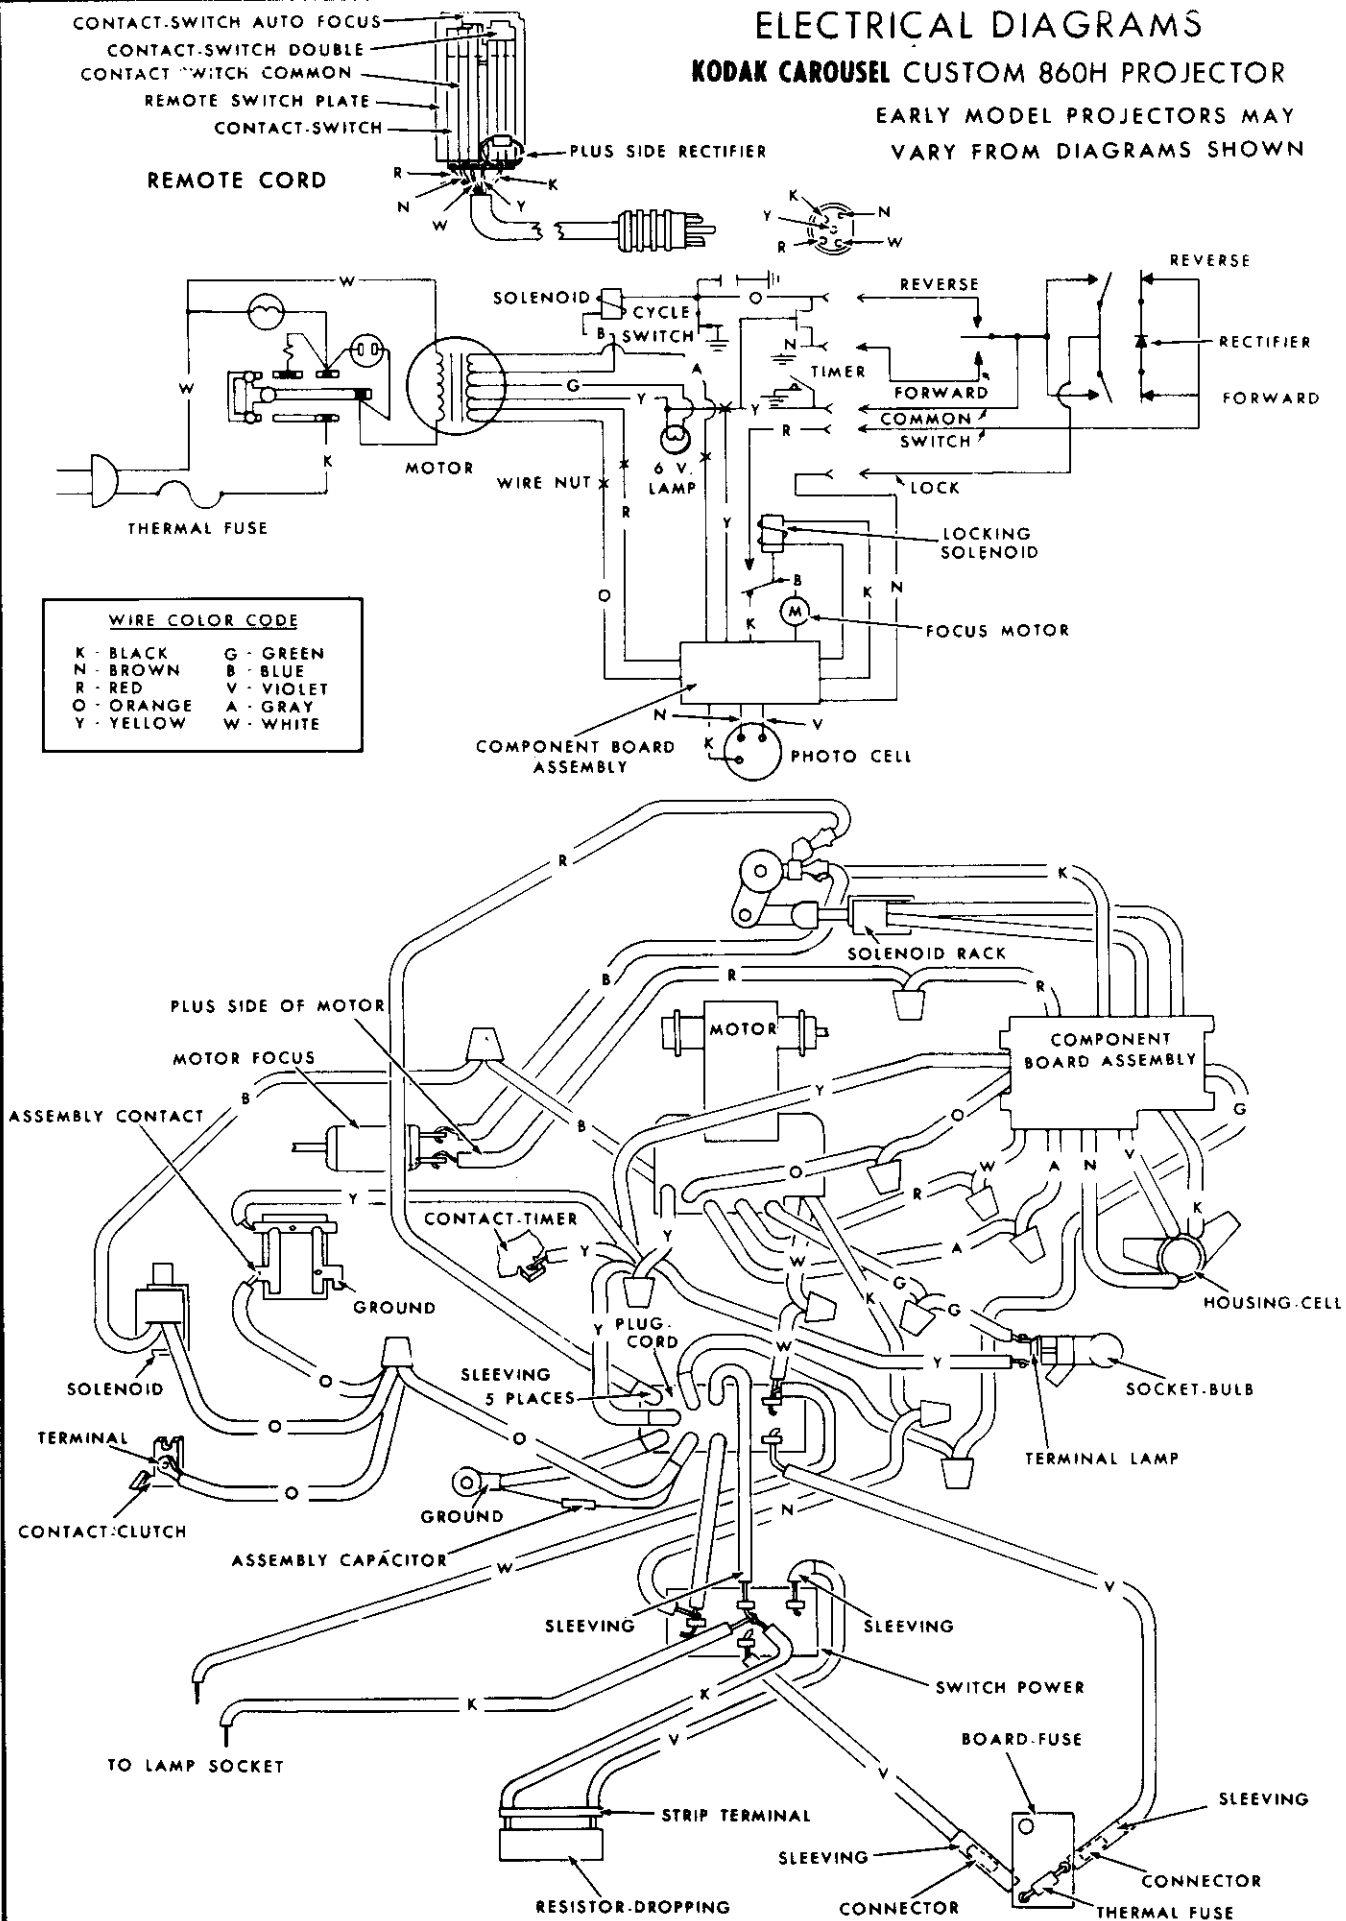 ELECTRICAL DIAGRAMS
KODAK CAROUSEL CUSTOM 860H PROJECTOR
EARLY MODEL PROJECTORS MAY
VARY FROM DIAGRAMS SHOWN
CONTACT-SWITCH AUTO FOCUS
CONTACT-SWITCH DOUBLE
CONTACT SWITCH COMMON
REMOTE SWITCH PLATE
CONTACT-SWITCH
PLUS SIDE RECTIFIER
REMOTE CORD
R
N
W
Y
K
K
N
Y
R
W
W
SOLENOID
CYCLE
SWITCH
B
O
REVERSE
REVERSE
N
TIMER
RECTIFIER
W
A
G
Y
Y
FORWARD
FORWARD
COMMON
SWITCH
R
K
MOTOR
6 V.
LAMP
WIRE NUT
LOCK
THERMAL FUSE
R
Y
LOCKING
SOLENOID
O
B
K
N
M
K
FOCUS MOTOR
WIRE COLOR CODE
K - BLACK G - GREEN
N - BROWN B - BLUE
R - RED V - VIOLET
O - ORANGE A - GRAY
Y - YELLOW W - WHITE
N
V
K
COMPONENT BOARD
ASSEMBLY
PHOTO CELL
R
K
SOLENOID RACK
B
R
R
PLUS SIDE OF MOTOR
MOTOR
COMPONENT
BOARD ASSEMBLY
MOTOR FOCUS
B
Y
O
G
ASSEMBLY CONTACT
B
O
W
A
N
V
R
K
Y
CONTACT-TIMER
Y
Y
W
A
GROUND
G
K
G
HOUSING-CELL
Y
PLUG-
CORD
W
Y
SOLENOID
O
SLEEVING
5 PLACES
SOCKET-BULB
TERMINAL
O
O
TERMINAL LAMP
O
CONTACT-CLUTCH
GROUND
N
ASSEMBLY CAPACITOR
W
V
SLEEVING
SLEEVING
K
K
SWITCH POWER
TO LAMP SOCKET
V
V
BOARD-FUSE
STRIP TERMINAL
SLEEVING
SLEEVING
CONNECTOR
RESISTOR-DROPPING
CONNECTOR
THERMAL FUSE